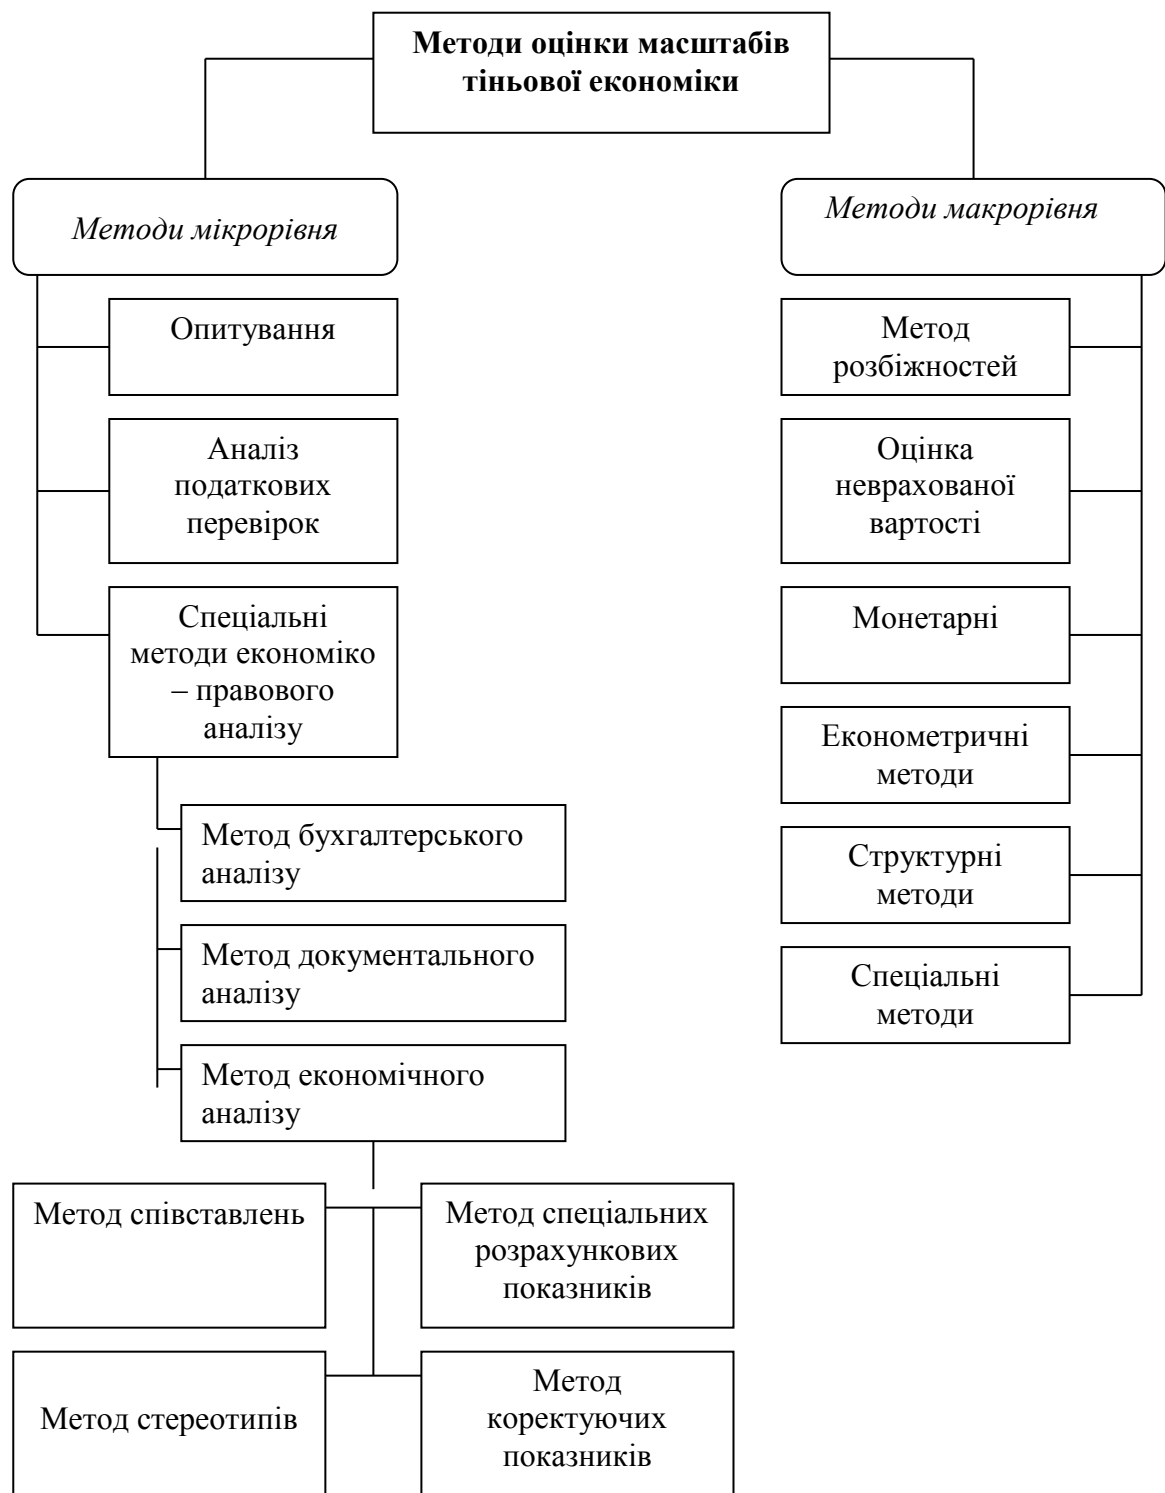 Методи оцінки масштабів
тіньової економіки
Методи мікрорівня
Методи макрорівня
Опитування
Аналіз
податкових
перевірок
Спеціальні
методи економіко
– правового
аналізу
Метод бухгалтерського
аналізу
Метод документального
аналізу
Метод економічного
аналізу
Метод співставлень
Метод спеціальних
розрахункових
показників
Метод стереотипів
Метод
коректуючих
показників
Метод
розбіжностей
Оцінка
неврахованої
вартості
Монетарні
Економетричні
методи
Структурні
методи
Спеціальні
методи